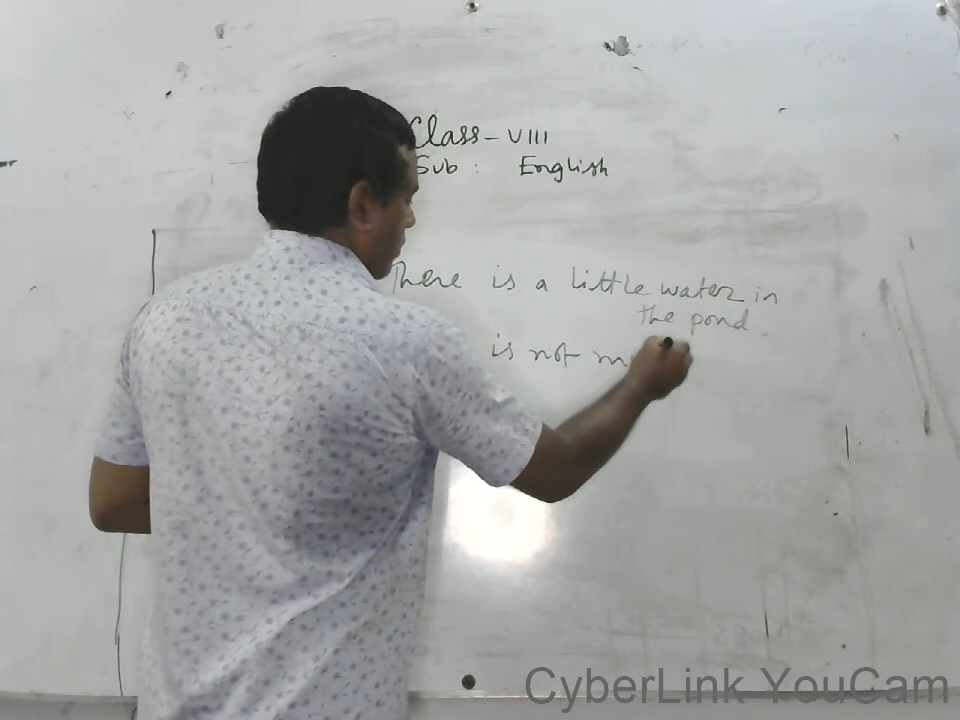 Class - VIII
Sub : English
There is a little water in
the pond.
is not m
CyberLink YouCam